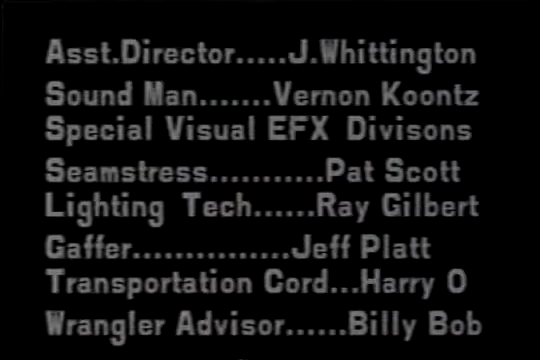 Asst.Director.....J.Whittington
Sound Man.......Vernon Koontz
Special Visual EFX Divisons
Seamstress...........Pat Scott
Lighting Tech......Ray Gilbert
Gaffer...............Jeff Platt
Transportation Cord...Harry O
Wrangler Advisor......Billy Bob